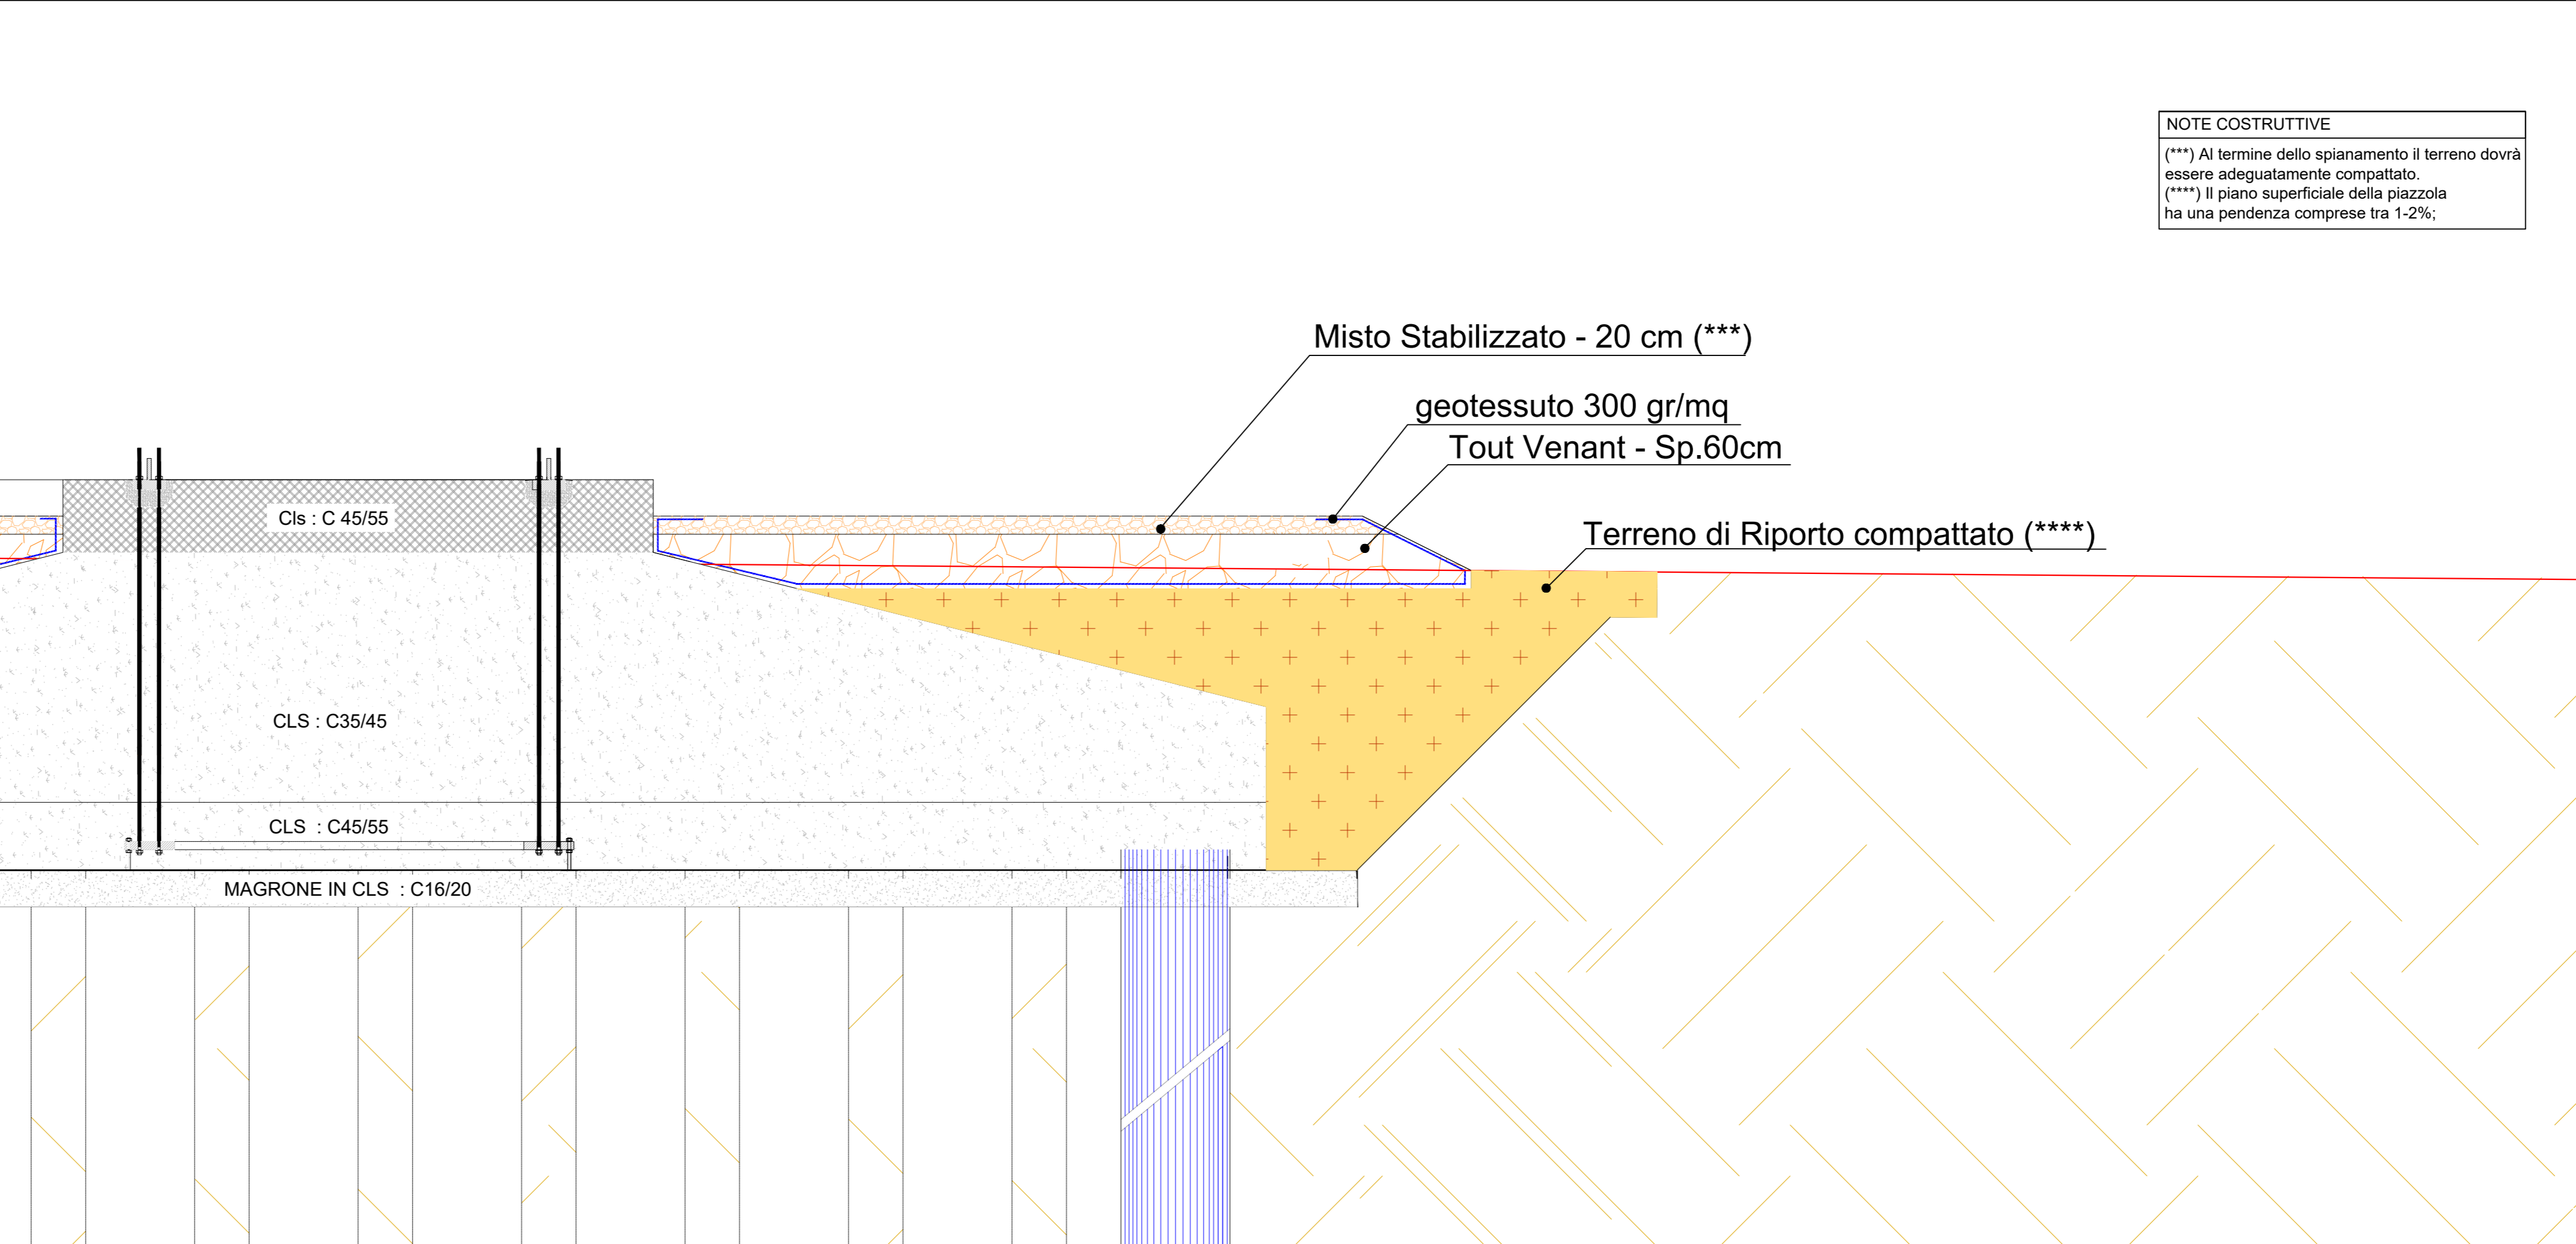 NOTE COSTRUTTIVE
(***) Al termine dello spianamento il terreno dovrà
essere adeguatamente compattato.
(****) Il piano superficiale della piazzola
ha una pendenza comprese tra 1-2%;
Misto Stabilizzato - 20 cm (***)
geotessuto 300 gr/mq
Tout Venant - Sp.60cm
Terreno di Riporto compattato (****)
Cls : C 45/55
CLS : C35/45
CLS : C45/55
MAGRONE IN CLS : C16/20